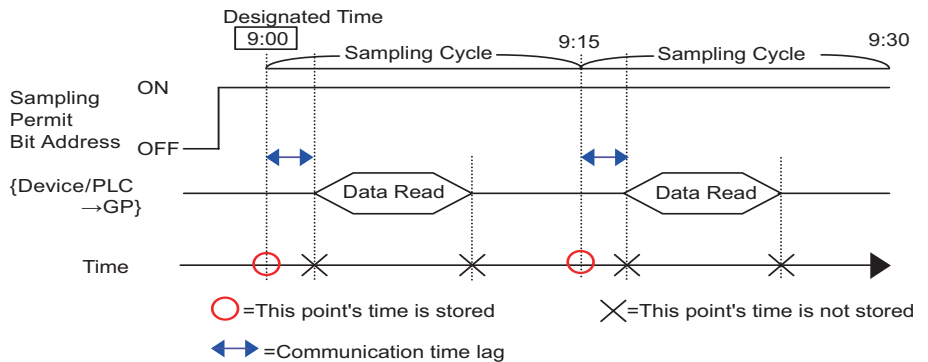 Designated Time
9:00
Sampling Cycle
9:15
Sampling Cycle
9:30
Sampling
Permit
Bit Address
ON
OFF
{Device/PLC
→GP}
Data Read
Data Read
Time
=This point's time is stored
=This point's time is not stored
=Communication time lag